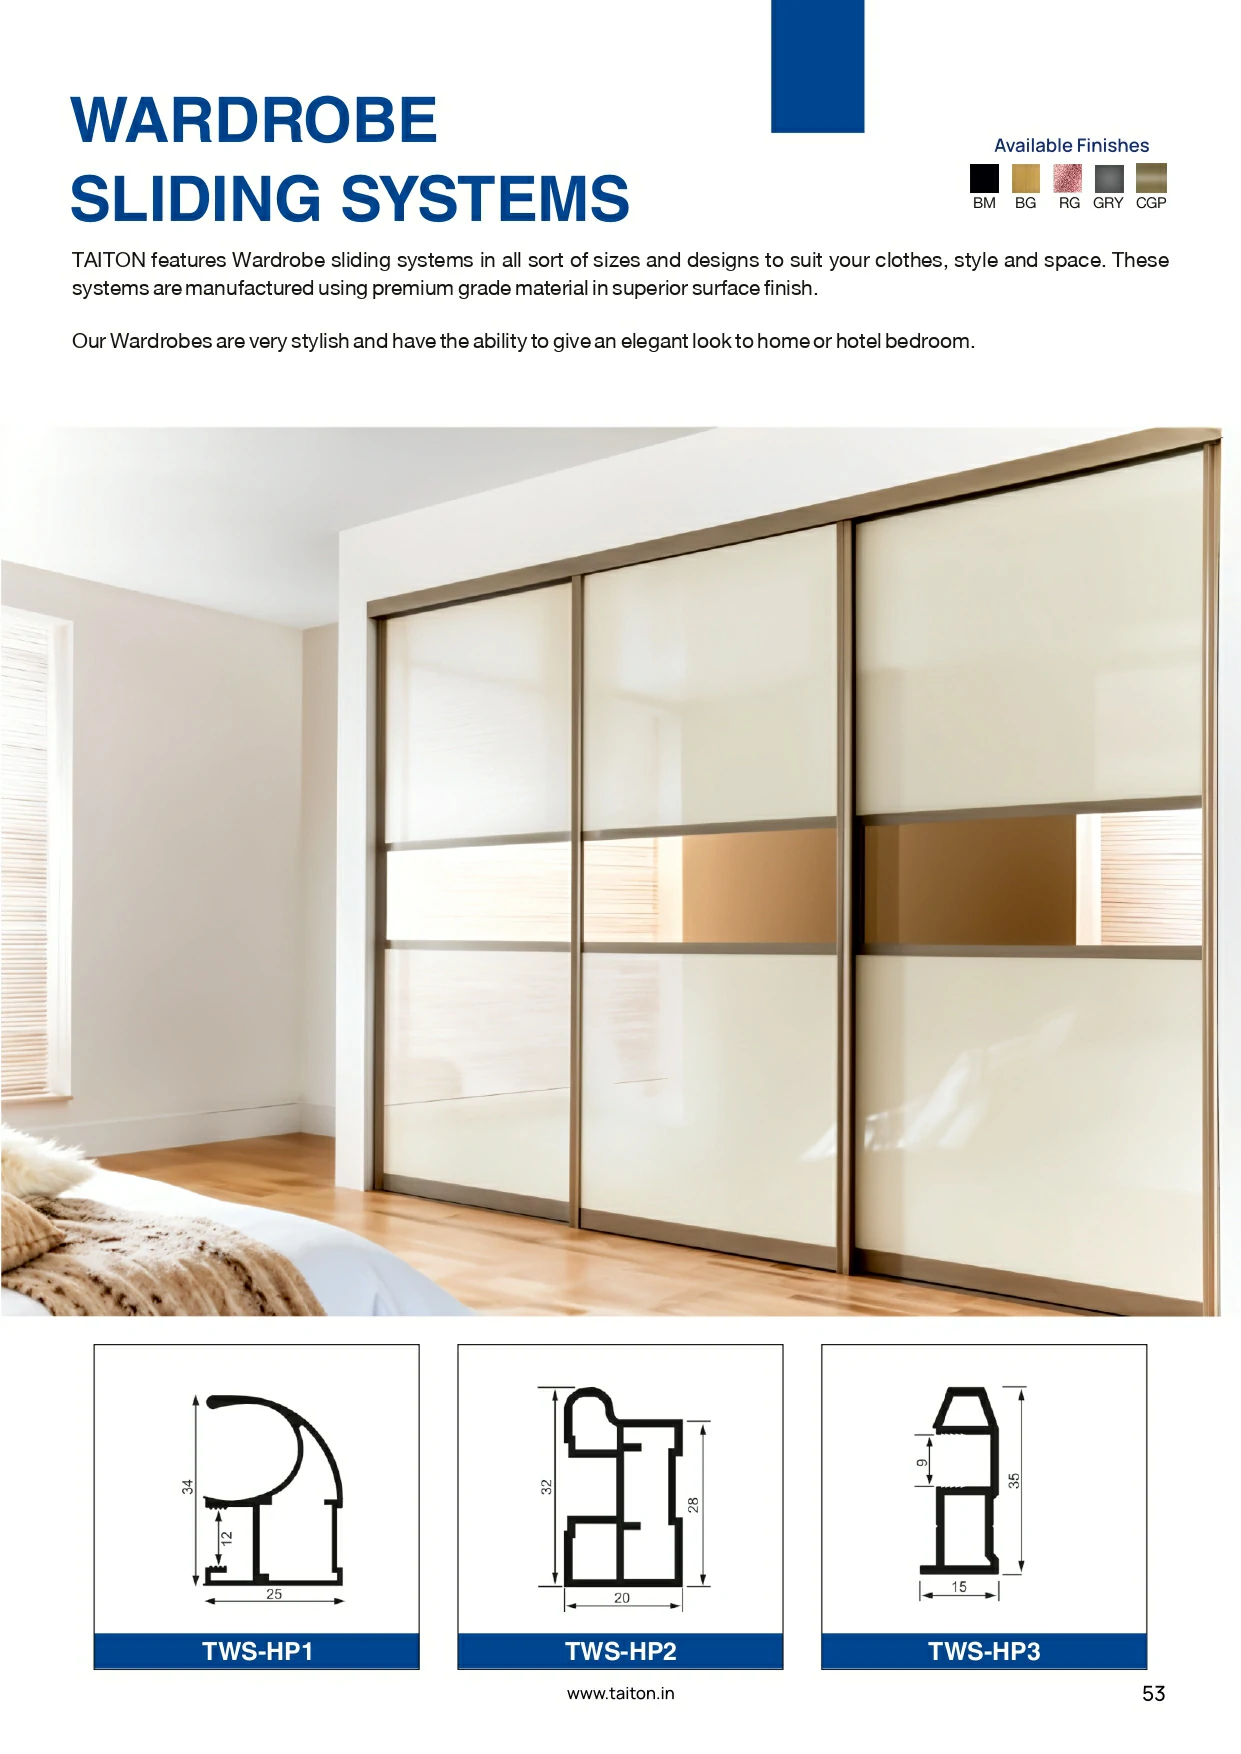 WARDROBE
SLIDING SYSTEMS
Available Finishes
BM BG RG GRY CGP
TAITON features Wardrobe sliding systems in all sort of sizes and designs to suit your clothes, style and space. These
systems are manufactured using premium grade material in superior surface finish.
Our Wardrobes are very stylish and have the ability to give an elegant look to home or hotel bedroom.
34
12
25
32
28
20
9
35
15
TWS-HP1
TWS-HP2
TWS-HP3
www.taiton.in
53